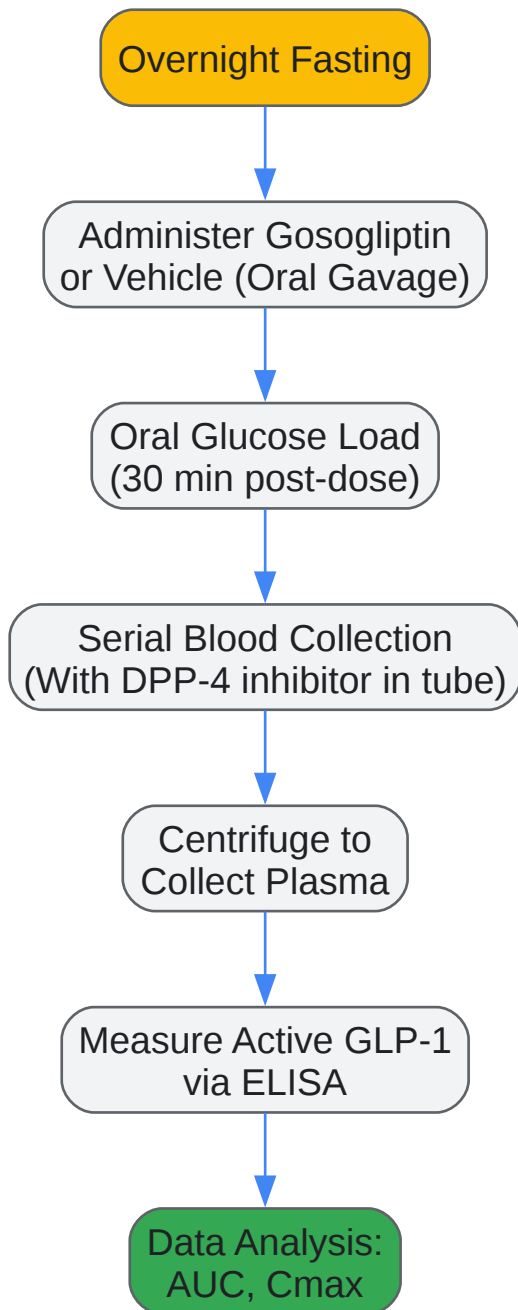 Overnight Fasting
Administer Gosogliptin
or Vehicle (Oral Gavage)
Oral Glucose Load
(30 min post-dose)
Serial Blood Collection
(With DPP-4 inhibitor in tube)
Centrifuge to
Collect Plasma
Measure Active GLP-1
via ELISA
Data Analysis:
AUC, Cmax